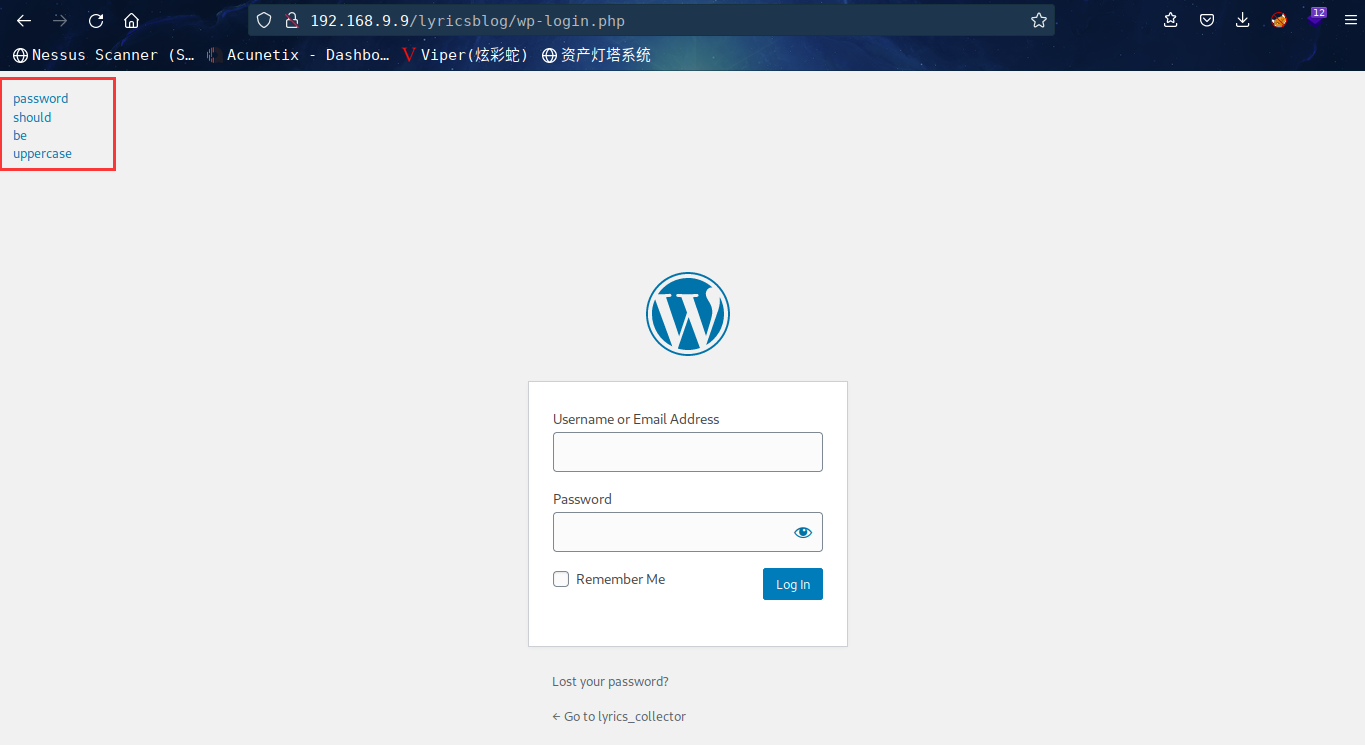 192.168.9.9/lyricsblog/wp-login.php
12
Nessus Scanner (S… Acunetix - Dashbo… Viper(炫彩蛇) 资产灯塔系统
password
should
be
uppercase
Username or Email Address
Password
Remember Me
Log In
Lost your password?
← Go to lyrics_collector